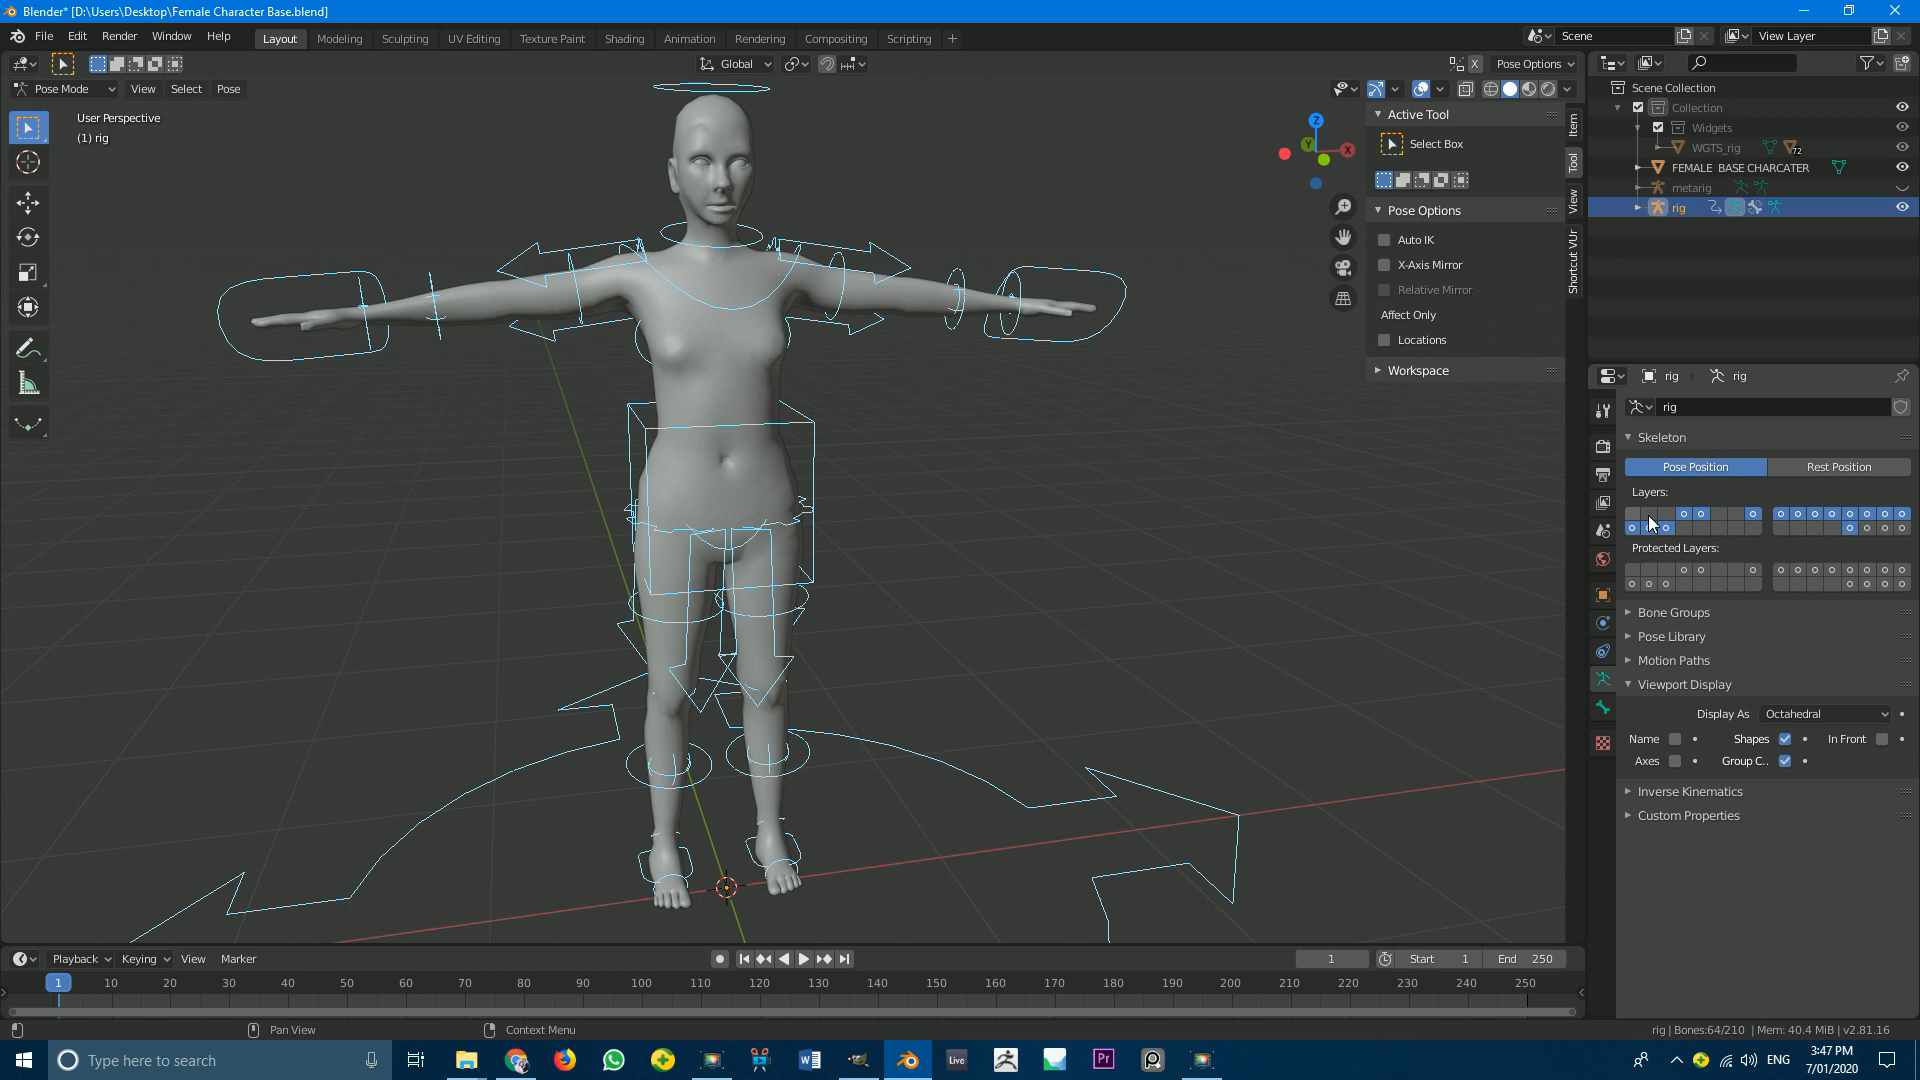 Blender* [D:\Users\Desktop\Female Character Base.blend]
File Edit Render Window Help
Layout Modeling Sculpting UV Editing Texture Paint Shading Animation Rendering Compositing Scripting +
Scene
View Layer
Global
X
Pose Options
Pose Mode View Select Pose
User Perspective
(1) rig
Z
Y
X
Active Tool
Select Box
Pose Options
Auto IK
X-Axis Mirror
Relative Mirror
Affect Only
Locations
Workspace
Item
Tool
View
Shortcut VUr
Scene Collection
Collection
Widgets
WGTS_rig
72
FEMALE BASE CHARCATER
metarig
rig
rig rig
rig
Skeleton
Pose Position Rest Position
Layers:
Protected Layers:
Bone Groups
Pose Library
Motion Paths
Viewport Display
Display As Octahedral
Name Shapes In Front
Axes Group C..
Inverse Kinematics
Custom Properties
Playback Keying View Marker
1 Start 1 End 250
1 10 20 30 40 50 60 70 80 90 100 110 120 130 140 150 160 170 180 190 200 210 220 230 240 250
Pan View
Context Menu
rig | Bones:64/210 | Mem: 40.4 MiB | v2.81.16
Type here to search
W
Live
Pr
ENG
3:47 PM
7/01/2020